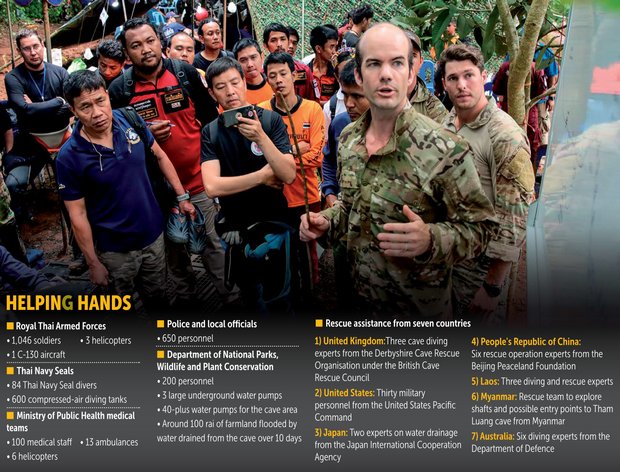 HELPING HANDS
■ Royal Thai Armed Forces
• 1,046 soldiers • 3 helicopters
• 1 C-130 aircraft
■ Thai Navy Seals
• 84 Thai Navy Seal divers
• 600 compressed-air diving tanks
■ Ministry of Public Health medical
teams
• 100 medical staff • 13 ambulances
• 6 helicopters
■ Police and local officials
• 650 personnel
■ Department of National Parks,
Wildlife and Plant Conservation
• 200 personnel
• 3 large underground water pumps
• 40-plus water pumps for the cave area
• Around 100 rai of farmland flooded by
water drained from the cave over 10 days
■ Rescue assistance from seven countries
1) United Kingdom:Three cave diving
experts from the Derbyshire Cave Rescue
Organisation under the British Cave
Rescue Council
2) United States: Thirty military
personnel from the United States Pacific
Command
3) Japan: Two experts on water drainage
from the Japan International Cooperation
Agency
4) People's Republic of China:
Six rescue operation experts from the
Beijing Peaceland Foundation
5) Laos: Three diving and rescue experts
6) Myanmar: Rescue team to explore
shafts and possible entry points to Tham
Luang cave from Myanmar
7) Australia: Six diving experts from the
Department of Defence